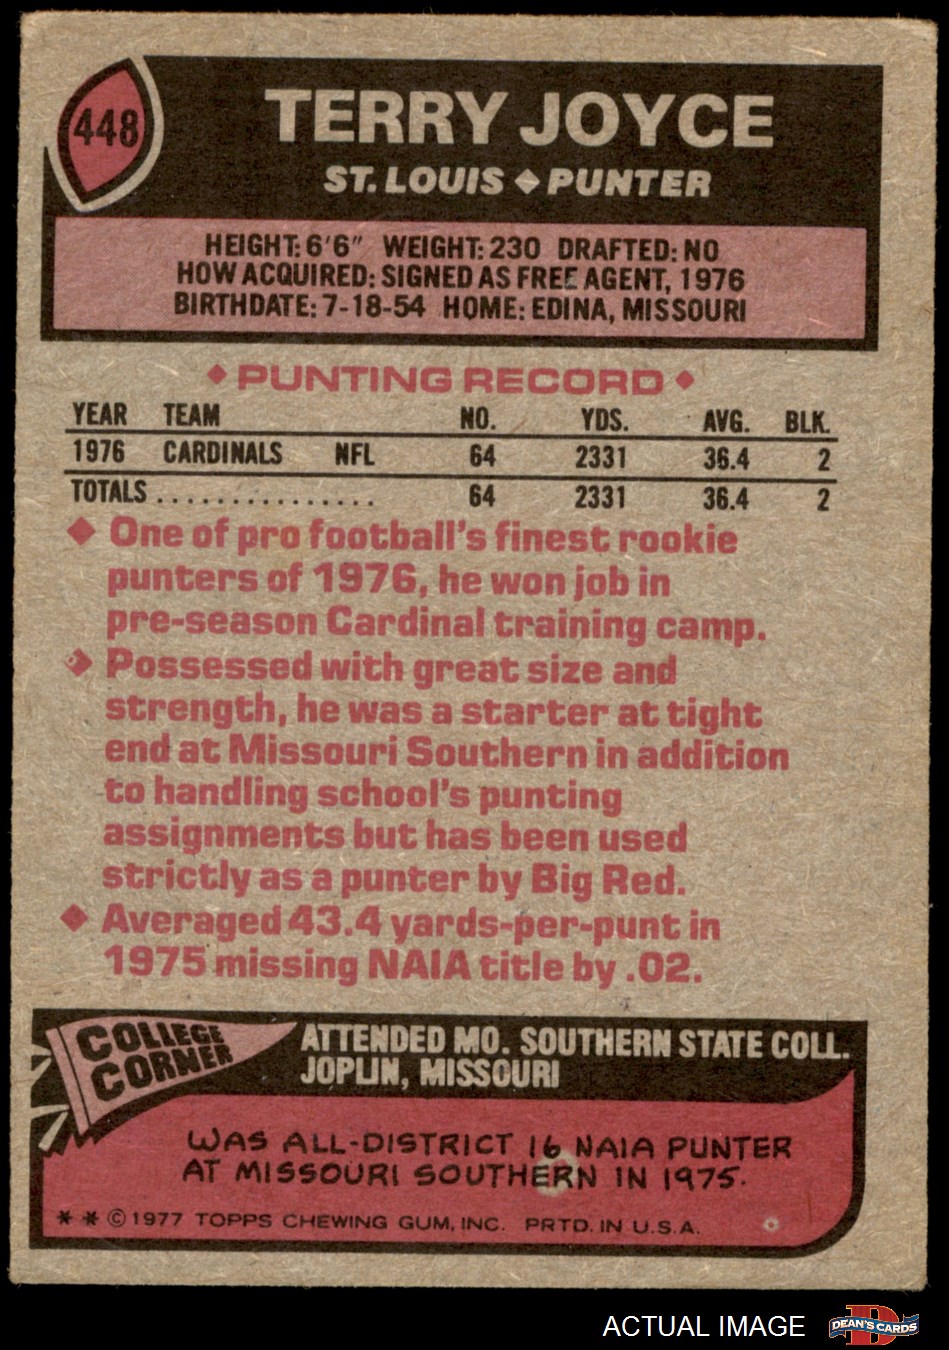 448
TERRY JOYCE
ST. LOUIS ◆ PUNTER
HEIGHT: 6'6" WEIGHT: 230 DRAFTED: NO
HOW ACQUIRED: SIGNED AS FREE AGENT, 1976
BIRTHDATE: 7-18-54 HOME: EDINA, MISSOURI
◆ PUNTING RECORD ◆
YEAR TEAM NO. YDS. AVG. BLK.
1976 CARDINALS NFL 64 2331 36.4 2
TOTALS............... 64 2331 36.4 2
◆ One of pro football's finest rookie
punters of 1976, he won job in
pre-season Cardinal training camp.
◆ Possessed with great size and
strength, he was a starter at tight
end at Missouri Southern in addition
to handling school's punting
assignments but has been used
strictly as a punter by Big Red.
◆ Averaged 43.4 yards-per-punt in
1975 missing NAIA title by .02.
COLLEGE
CORNER
ATTENDED MO. SOUTHERN STATE COLL.
JOPLIN, MISSOURI
WAS ALL-DISTRICT 16 NAIA PUNTER
AT MISSOURI SOUTHERN IN 1975.
* * © 1977 TOPPS CHEWING GUM, INC. PRTD. IN U.S.A.
ACTUAL IMAGE
D
DEAN'S CARDS